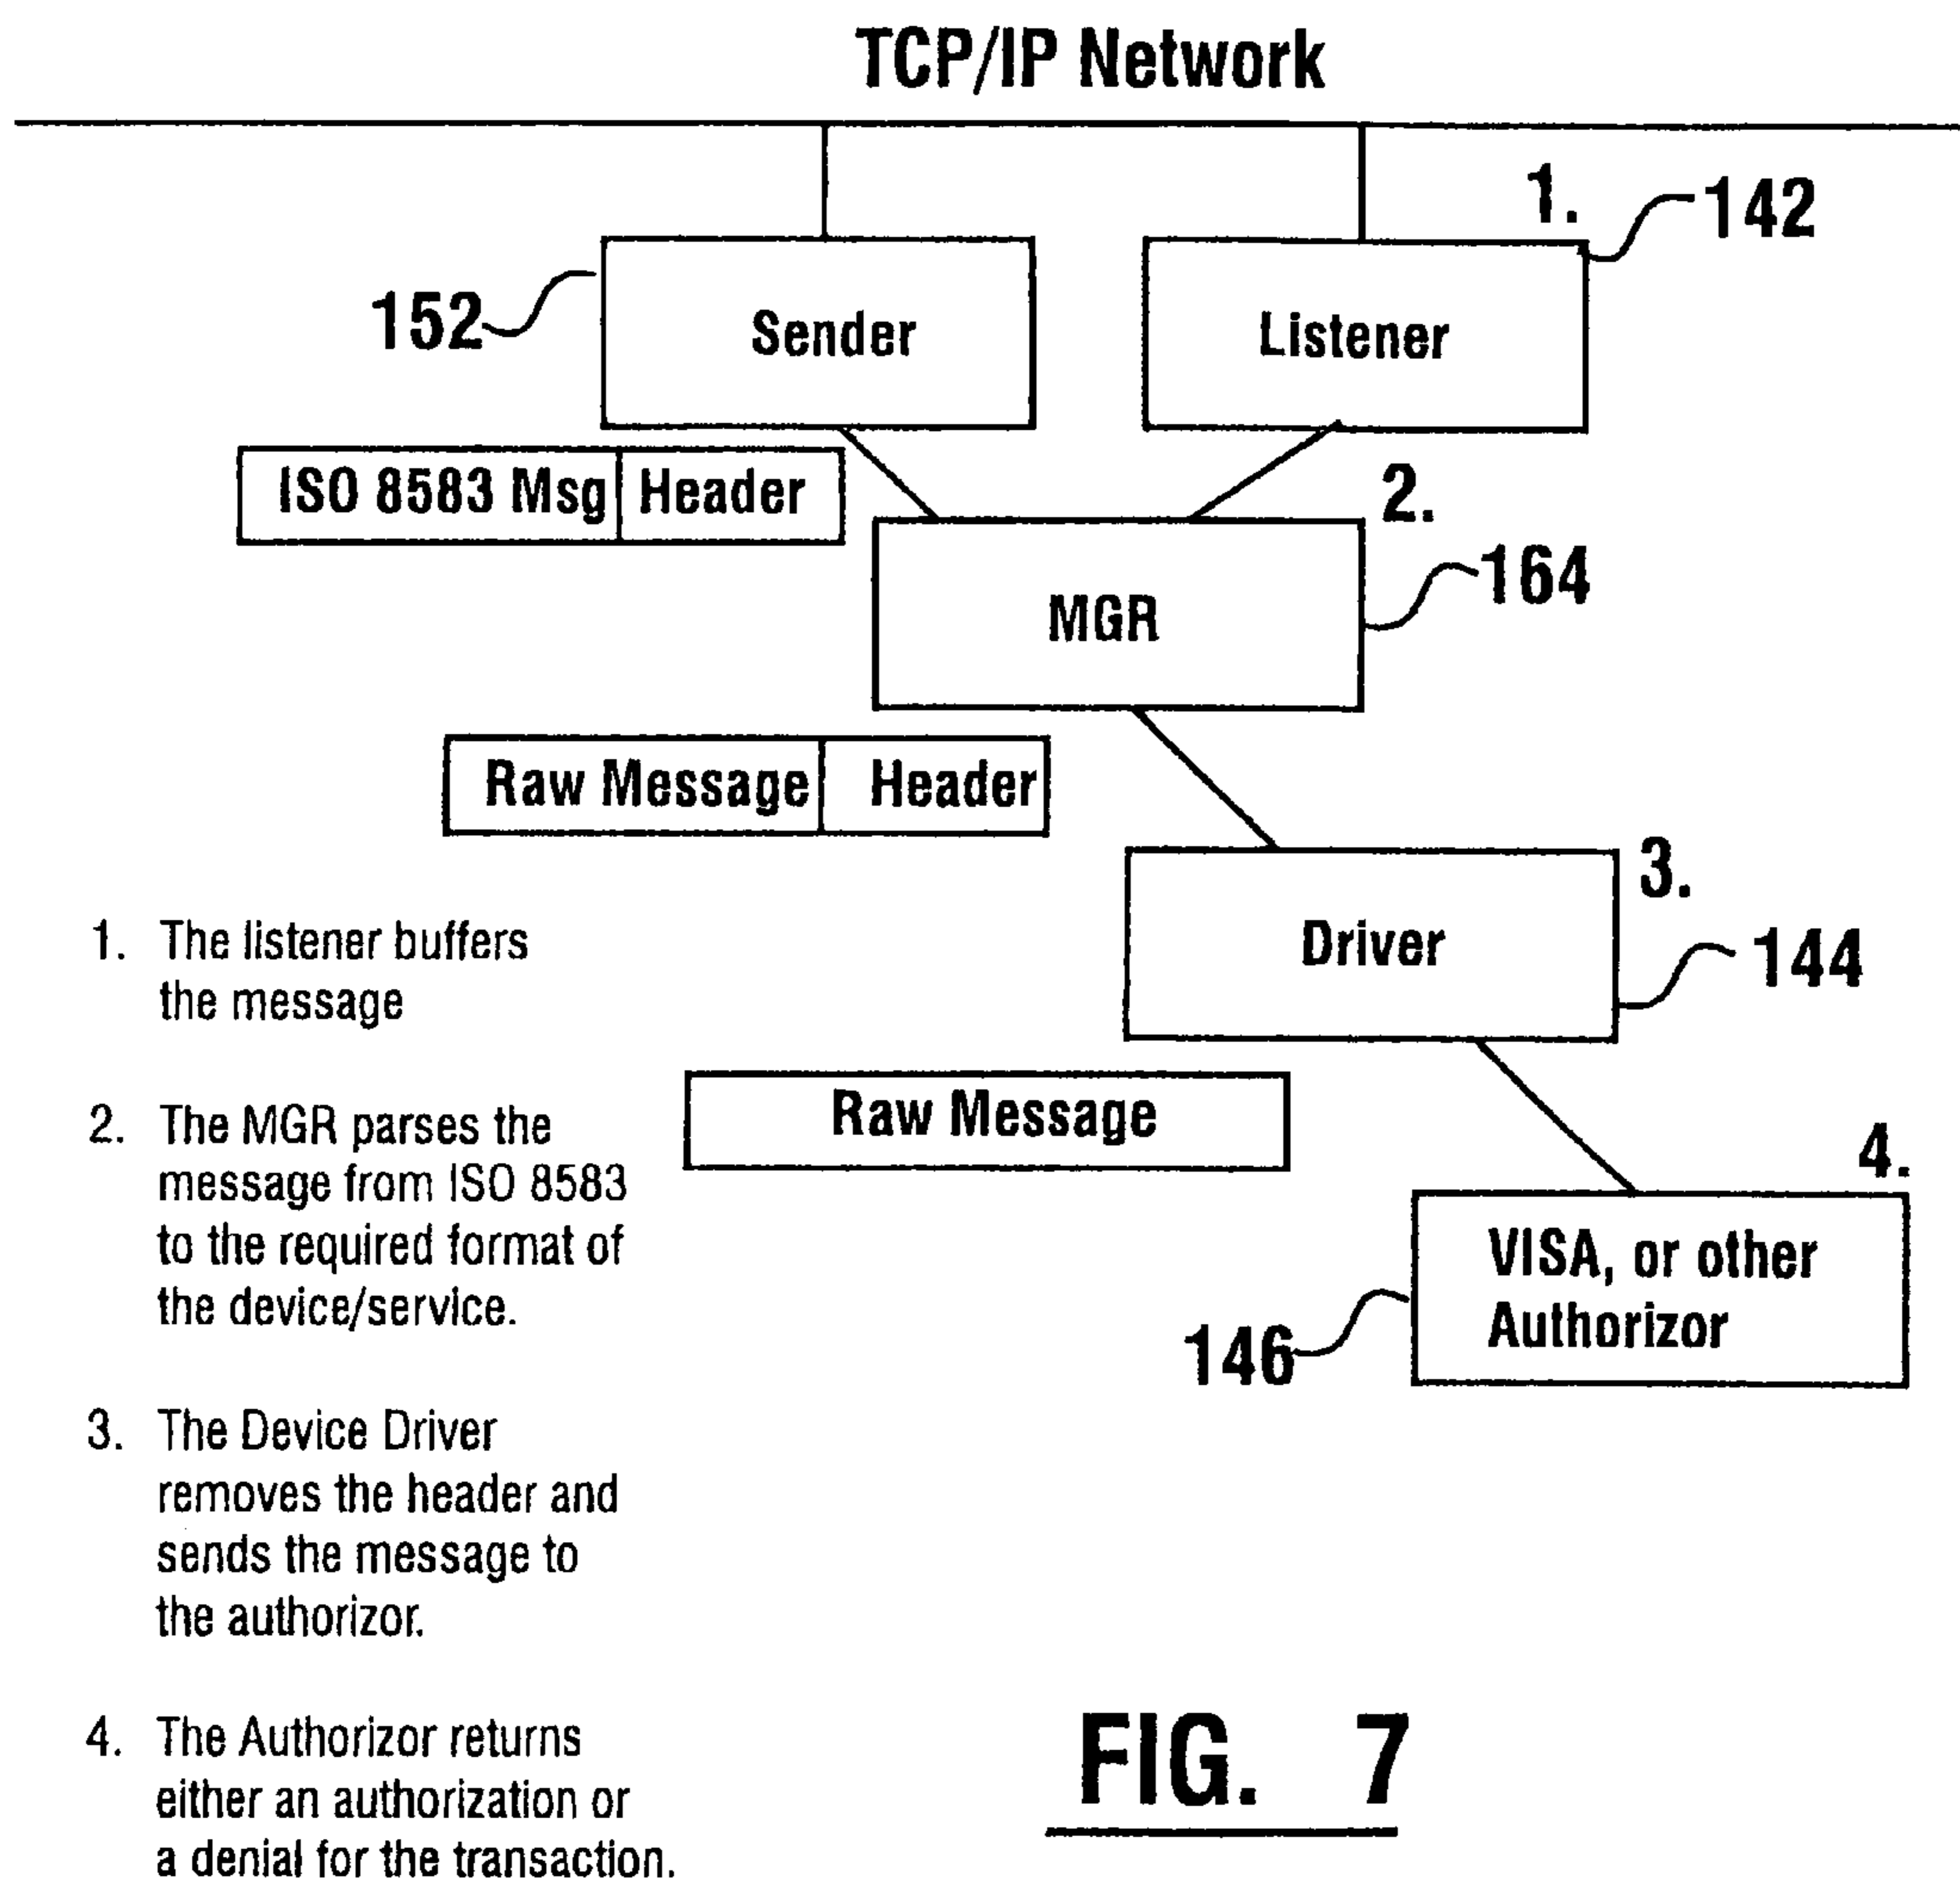 TCP/IP Network
1.
142
152
Sender
Listener
ISO 8583 Msg
Header
2.
164
MGR
Raw Message
Header
3.
Driver
144
Raw Message
4.
VISA, or other
Authorizor
146
1. The listener buffers
the message
2. The MGR parses the
message from ISO 8583
to the required format of
the device/service.
3. The Device Driver
removes the header and
sends the message to
the authorizor.
4. The Authorizor returns
either an authorization or
a denial for the transaction.
FIG. 7